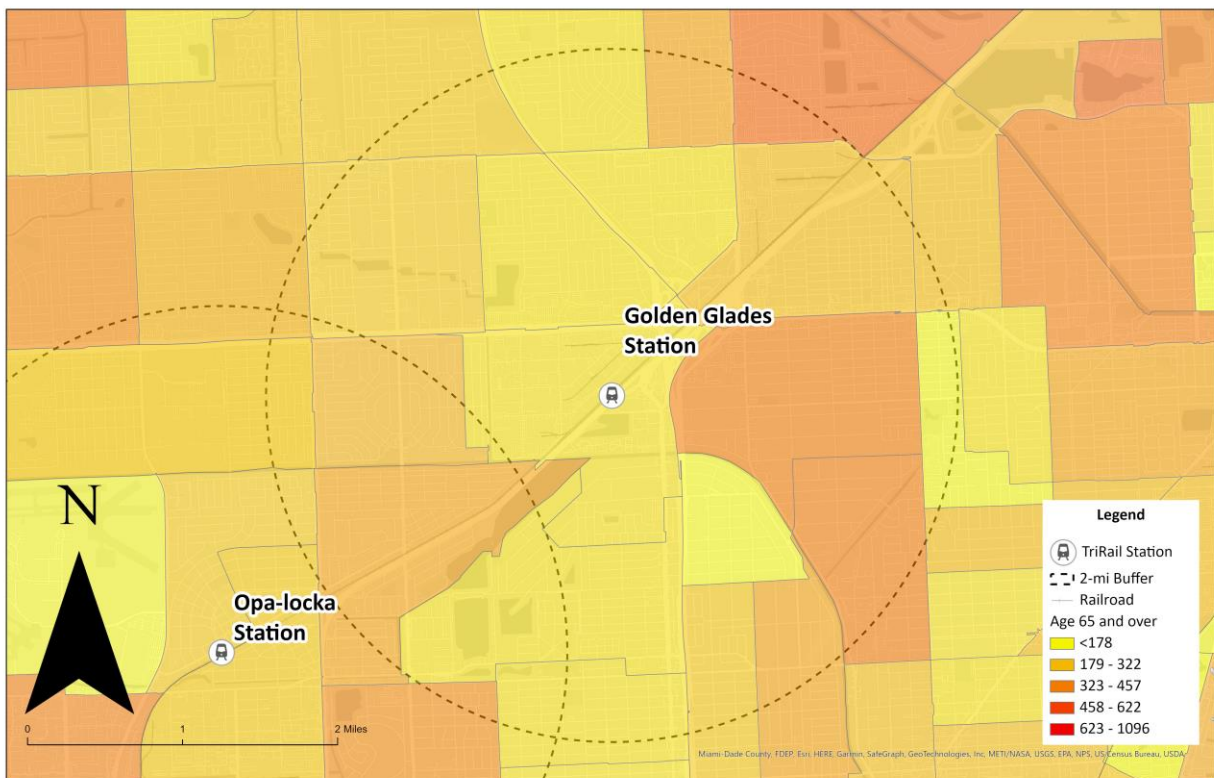 Golden Glades
Station
N
Opa-locka
Station
0 1 2 Miles
Legend
TriRail Station
2-mi Buffer
Railroad
Age 65 and over
<178
179 - 322
323 - 457
458 - 622
623 - 1096
Miami-Dade County, FDEP, Esri, HERE, Garmin, SafeGraph, GeoTechnologies, Inc, METI/NASA, USGS, EPA, NPS, US Census Bureau, USDA